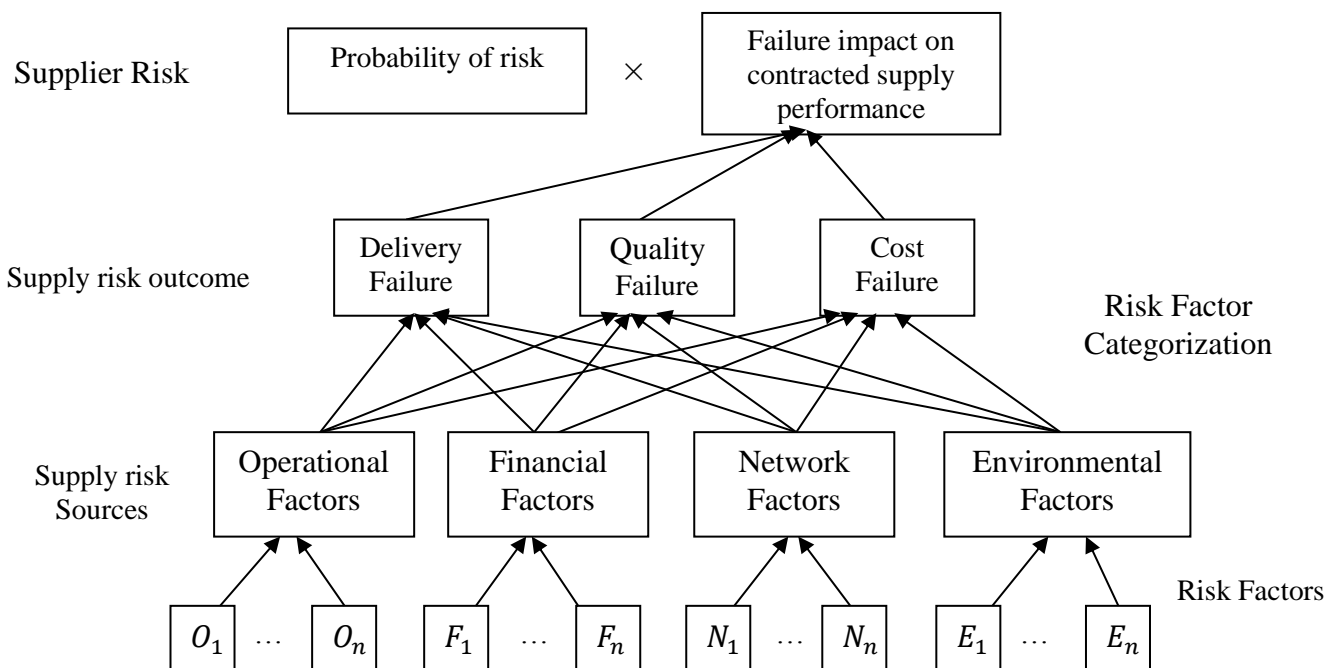 Supplier Risk
Probability of risk
×
Failure impact on
contracted supply
performance
Supply risk outcome
Delivery
Failure
Quality
Failure
Cost
Failure
Risk Factor
Categorization
Supply risk
Sources
Operational
Factors
Financial
Factors
Network
Factors
Environmental
Factors
Risk Factors
O₁ … Oₙ
F₁ … Fₙ
N₁ … Nₙ
E₁ … Eₙ